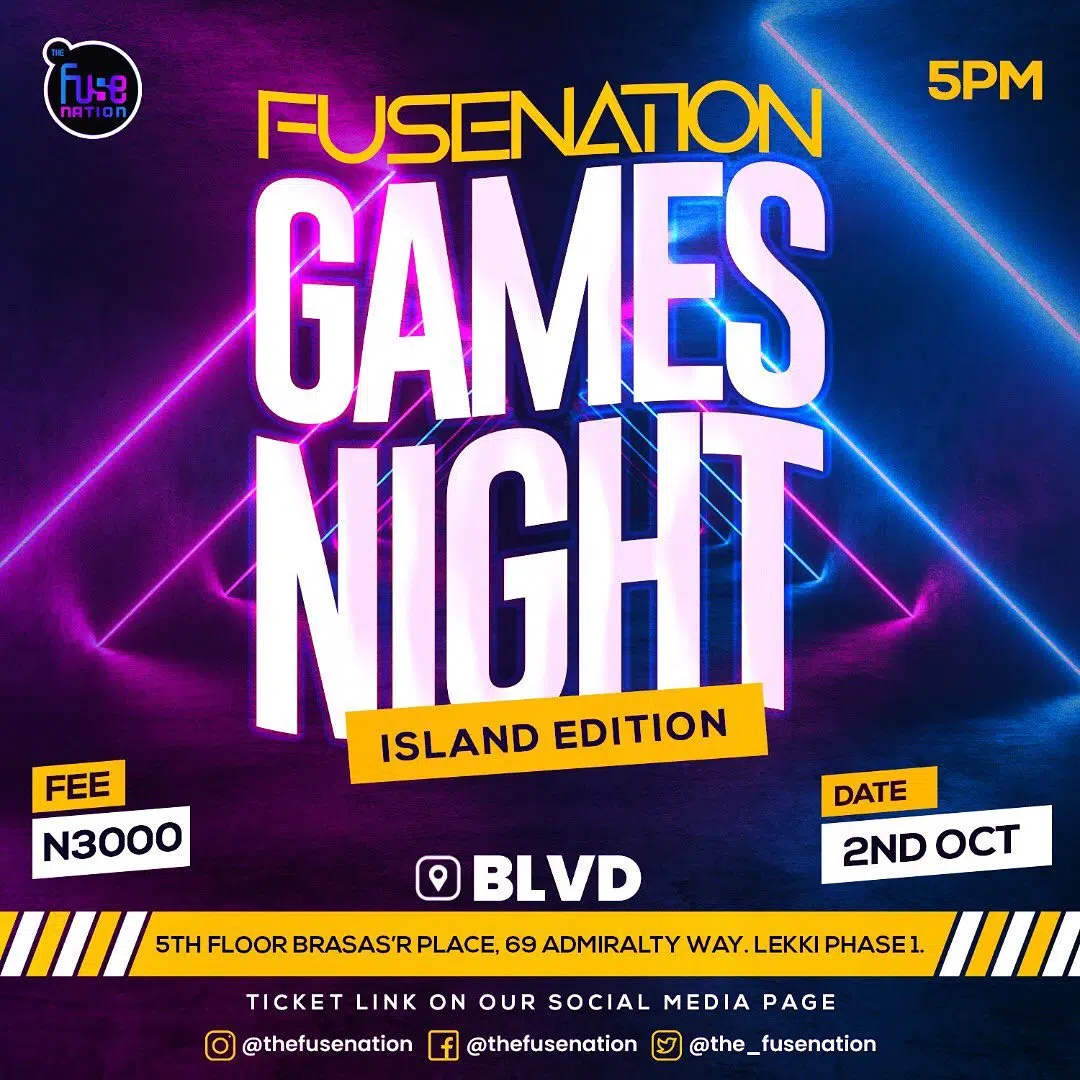 THE
Fuse
NATION
5PM
FUSENATION
GAMES
NIGHT
ISLAND EDITION
FEE
N3000
DATE
2ND OCT
BLVD
5TH FLOOR BRASAS'R PLACE, 69 ADMIRALTY WAY. LEKKI PHASE 1.
TICKET LINK ON OUR SOCIAL MEDIA PAGE
@thefusenation @thefusenation @the_fusenation